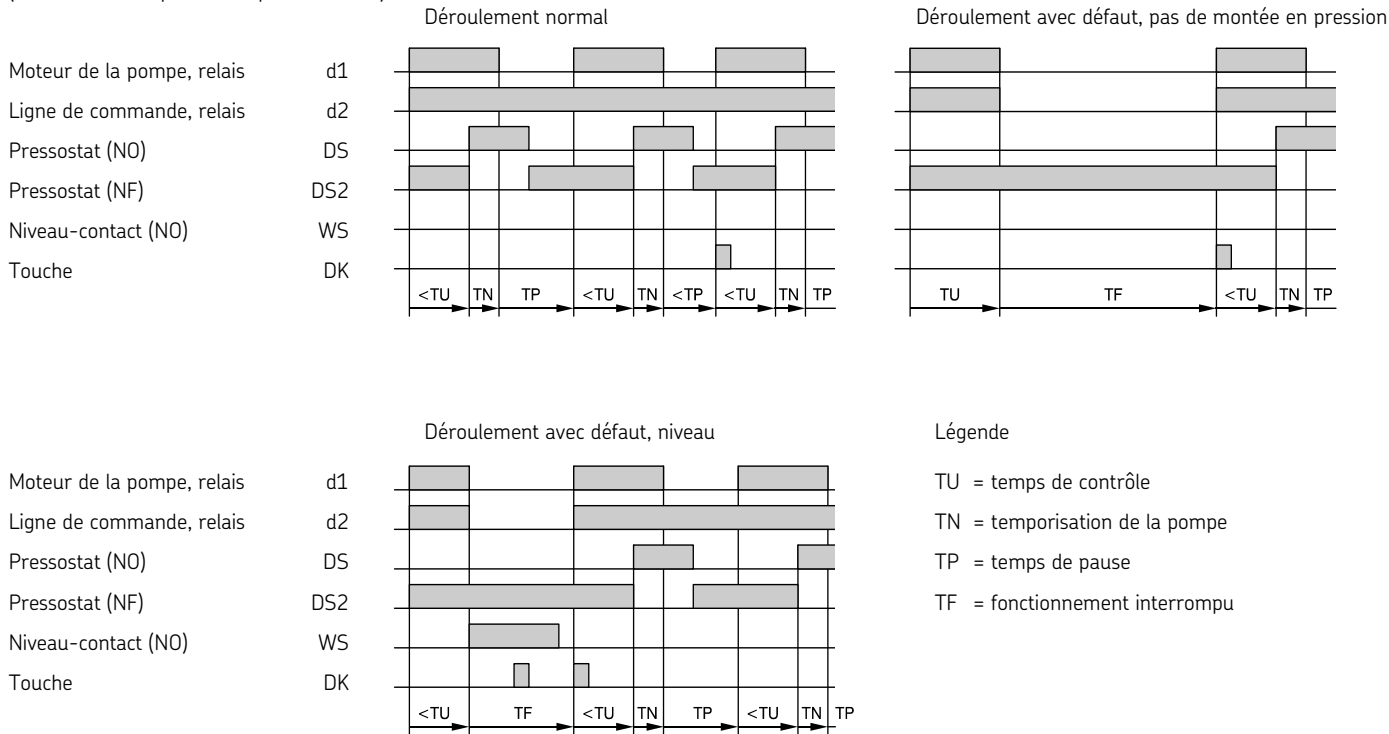 Déroulement normal
Déroulement avec défaut, pas de montée en pression
Moteur de la pompe, relais d1
Ligne de commande, relais d2
Pressostat (NO) DS
Pressostat (NF) DS2
Niveau-contact (NO) WS
Touche DK
<TU TN TP <TU TN <TP <TU TN TP
TU TF <TU TN TP
Déroulement avec défaut, niveau
Moteur de la pompe, relais d1
Ligne de commande, relais d2
Pressostat (NO) DS
Pressostat (NF) DS2
Niveau-contact (NO) WS
Touche DK
<TU TF <TU TN TP <TU TN TP
Légende
TU = temps de contrôle
TN = temporisation de la pompe
TP = temps de pause
TF = fonctionnement interrompu